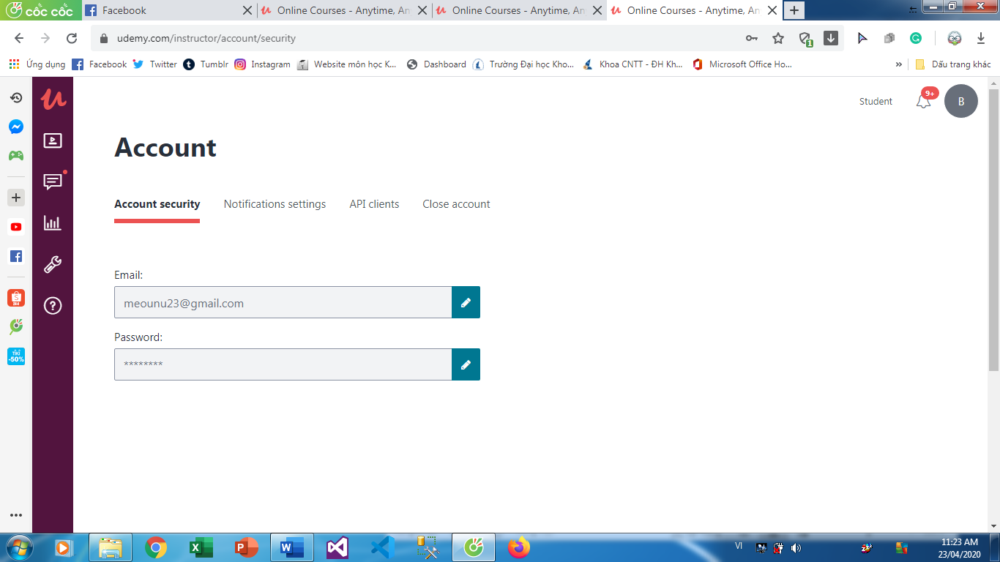 cốc cốc
Facebook
Online Courses - Anytime, An
Online Courses - Anytime, An
Online Courses - Anytime, An
udemy.com/instructor/account/security
1
Ứng dụng
Facebook
Twitter
Tumblr
Instagram
Website môn học K...
Dashboard
Trường Đại học Kho...
Khoa CNTT - ĐH Kh...
Microsoft Office Ho...
»
Dấu trang khác
Student
9+
B
Account
Account security
Notifications settings
API clients
Close account
Email:
meounu23@gmail.com
Password:
********
TIKI
-50%
VI
11:23 AM
23/04/2020